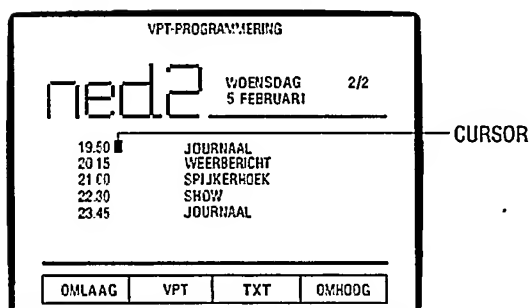 VPT-PROGRAMMERING
ned2
WOENSDAG 2/2
5 FEBRUARI
CURSOR
19.50 JOURNAAL
20 15 WEERBERICHT
21 00 SPIJKERHOEK
22.30 SHOW
23.45 JOURNAAL
OMLAAG VPT TXT OMHOOG